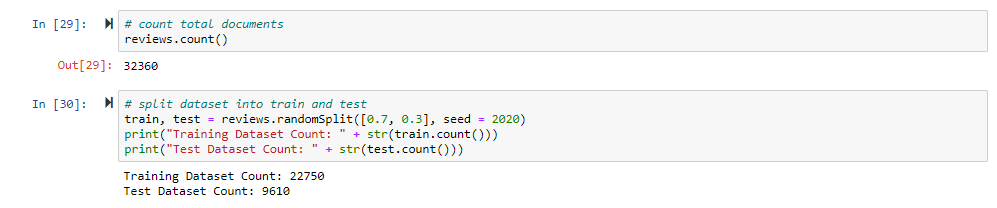 In [29]: # count total documents
reviews.count()
Out[29]: 32360
In [30]: # split dataset into train and test
train, test = reviews.randomSplit([0.7, 0.3], seed = 2020)
print("Training Dataset Count: " + str(train.count()))
print("Test Dataset Count: " + str(test.count()))
Training Dataset Count: 22750
Test Dataset Count: 9610